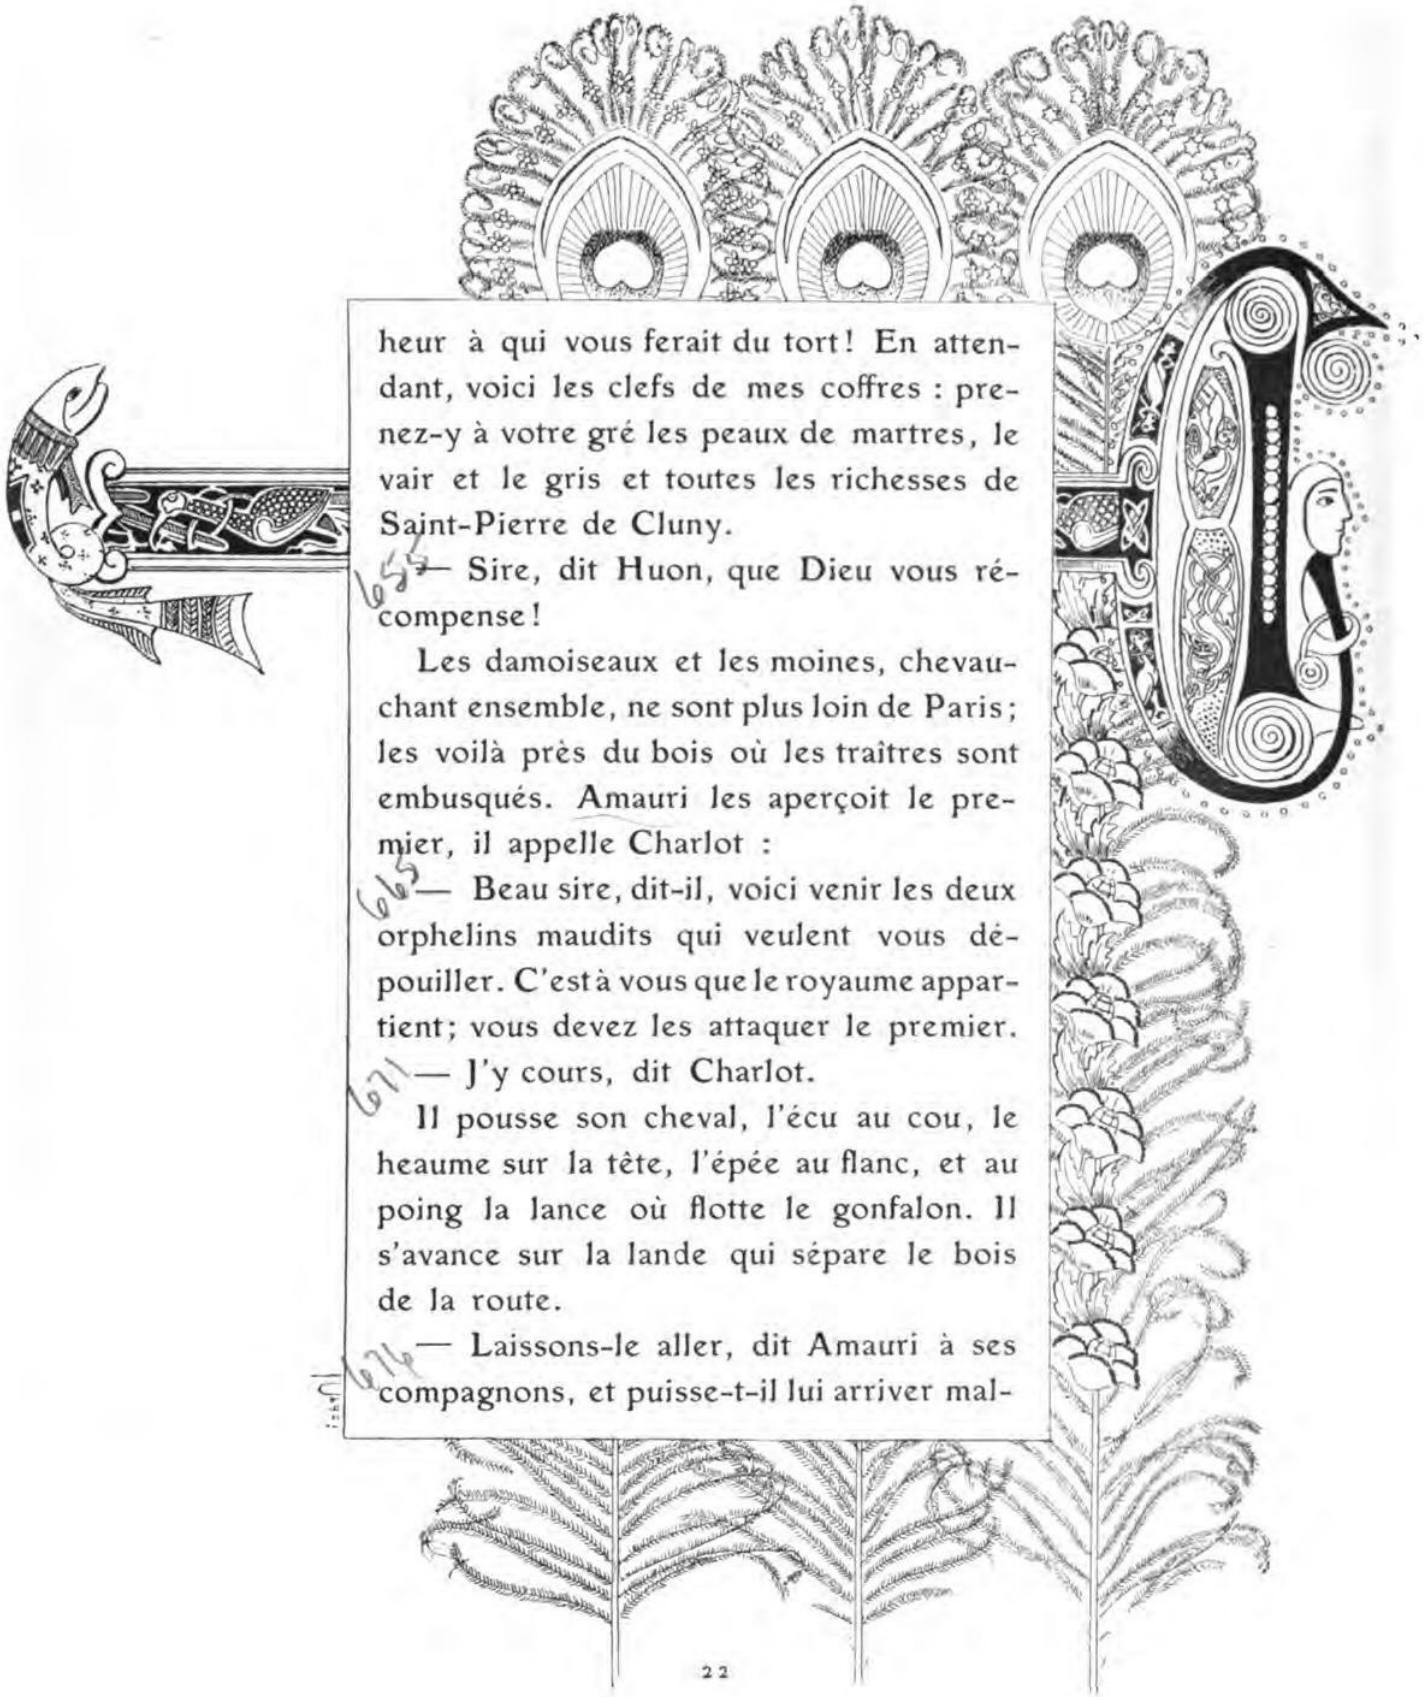 heur à qui vous ferait du tort! En atten-
dant, voici les clefs de mes coffres : pre-
nez-y à votre gré les peaux de martres, le
vair et le gris et toutes les richesses de
Saint-Pierre de Cluny.
655 — Sire, dit Huon, que Dieu vous ré-
compense!
Les damoiseaux et les moines, chevau-
chant ensemble, ne sont plus loin de Paris;
les voilà près du bois où les traîtres sont
embusqués. Amauri les aperçoit le pre-
mier, il appelle Charlot :
665 — Beau sire, dit-il, voici venir les deux
orphelins maudits qui veulent vous dé-
pouiller. C'est à vous que le royaume appar-
tient; vous devez les attaquer le premier.
671 — J'y cours, dit Charlot.
Il pousse son cheval, l'écu au cou, le
heaume sur la tête, l'épée au flanc, et au
poing la lance où flotte le gonfalon. Il
s'avance sur la lande qui sépare le bois
de la route.
676 — Laissons-le aller, dit Amauri à ses
compagnons, et puisse-t-il lui arriver mal-
22